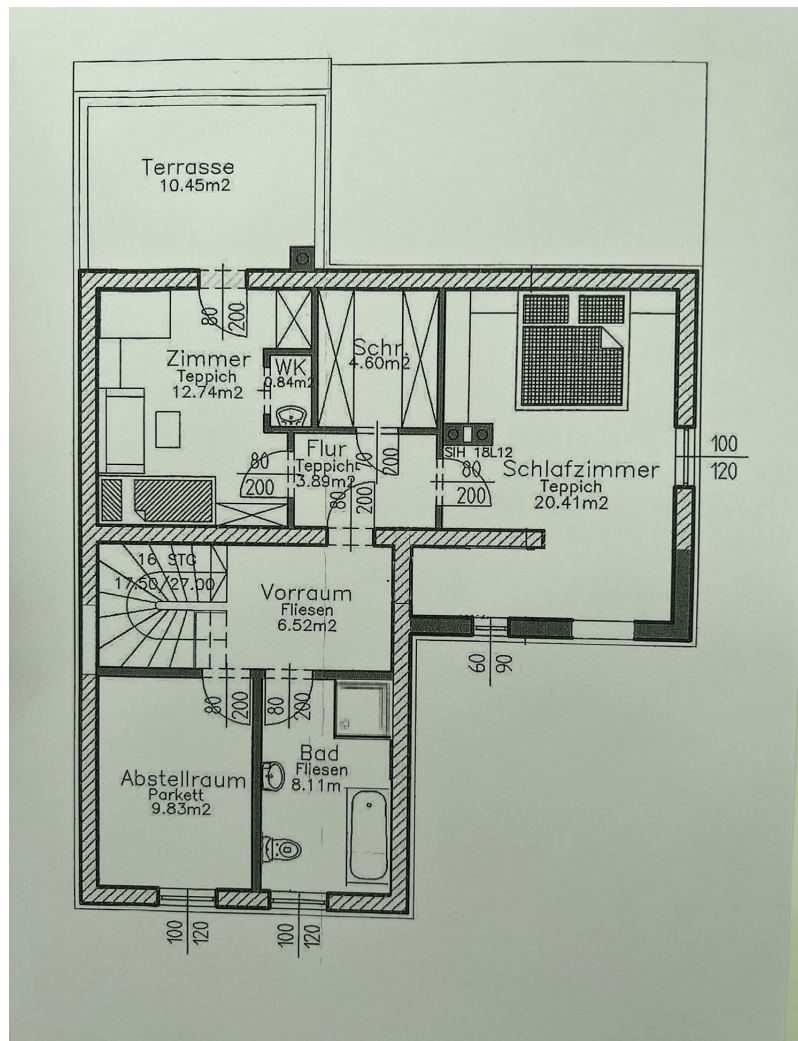 Terrasse
10.45m2
80
200
Zimmer
Teppich
12.74m2
WK
0.84m2
Schr.
4.60m2
Flur
Teppich
3.89m2
70
200
80
200
80
200
SIH 18L12
80
200
Schlafzimmer
Teppich
20.41m2
100
120
16 STG
17.50/27.00
Vorraum
Fliesen
6.52m2
60
90
80
200
80
200
Abstellraum
Parkett
9.83m2
Bad
Fliesen
8.11m
100
120
100
120